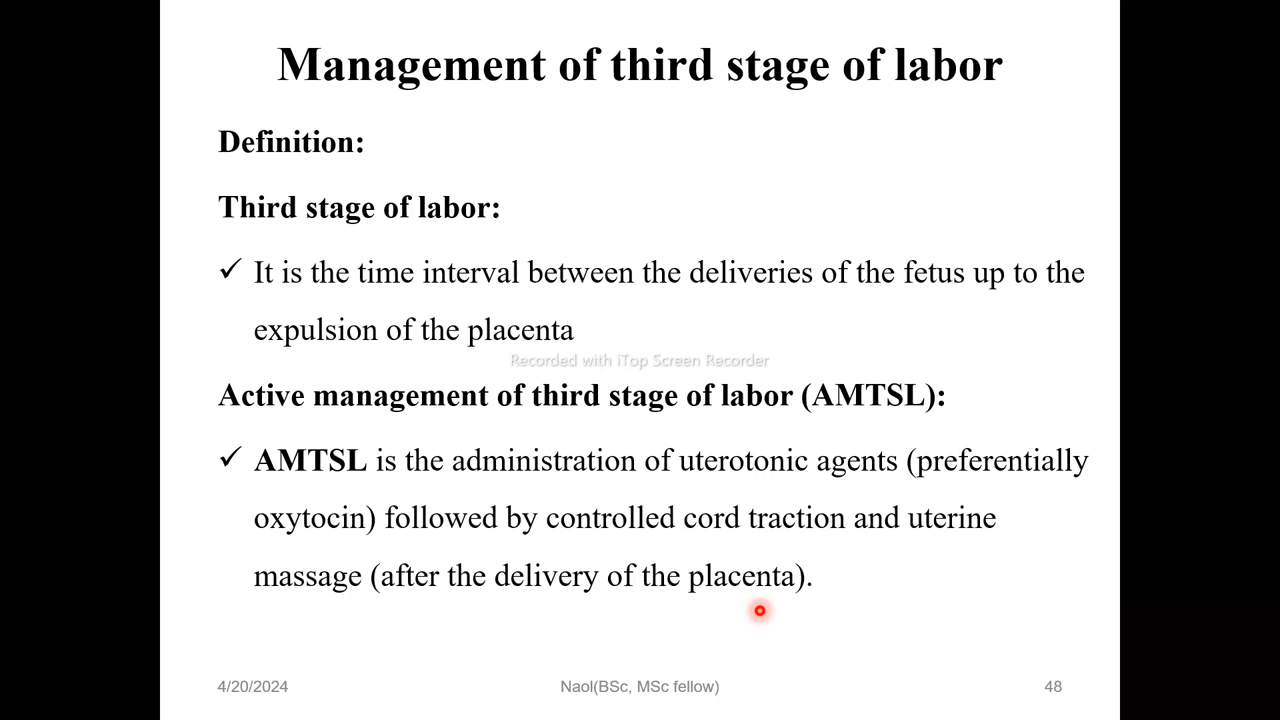 Management of third stage of labor
Definition:
Third stage of labor:
✓ It is the time interval between the deliveries of the fetus up to the
expulsion of the placenta
Recorded with iTop Screen Recorder
Active management of third stage of labor (AMTSL):
✓ AMTSL is the administration of uterotonic agents (preferentially
oxytocin) followed by controlled cord traction and uterine
massage (after the delivery of the placenta).
4/20/2024 Naol(BSc, MSc fellow) 48